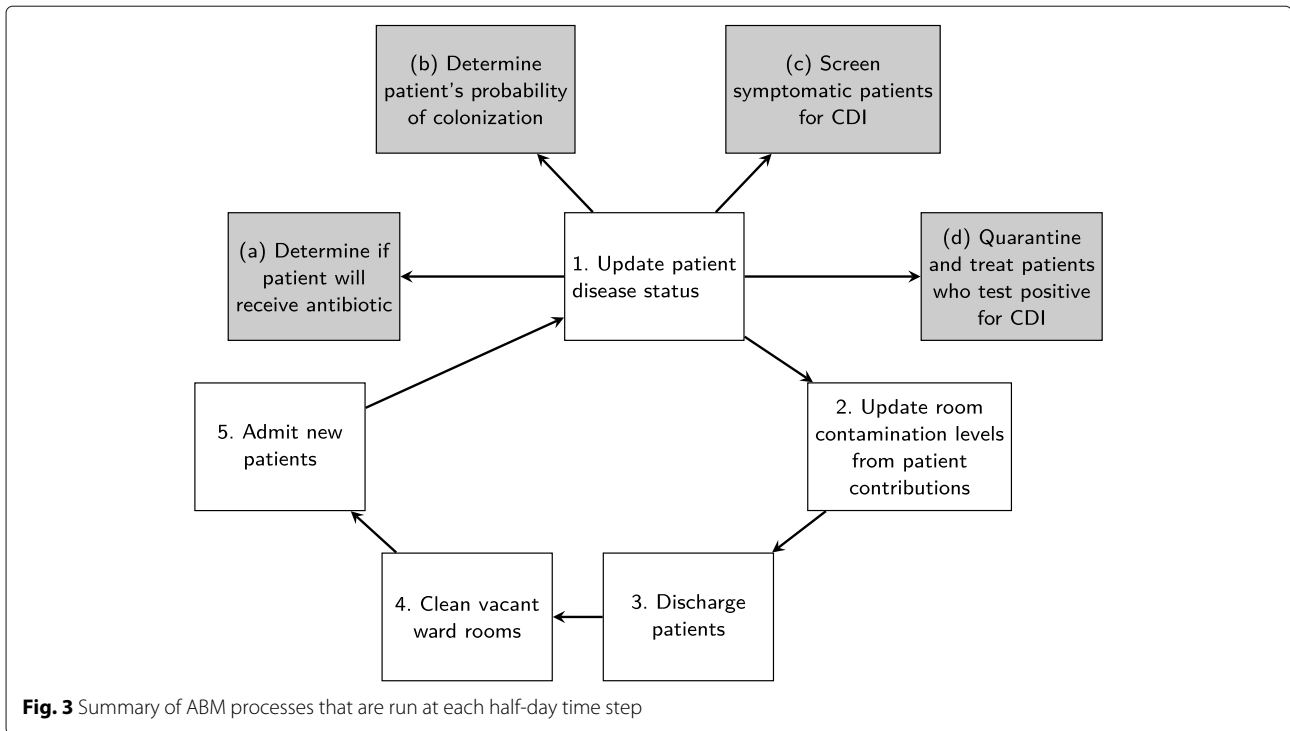 (b) Determine
patient's probability
of colonization
(c) Screen
symptomatic patients
for CDI
(a) Determine if
patient will
receive antibiotic
1. Update patient
disease status
(d) Quarantine
and treat patients
who test positive
for CDI
5. Admit new
patients
2. Update room
contamination levels
from patient
contributions
4. Clean vacant
ward rooms
3. Discharge
patients
Fig. 3 Summary of ABM processes that are run at each half-day time step